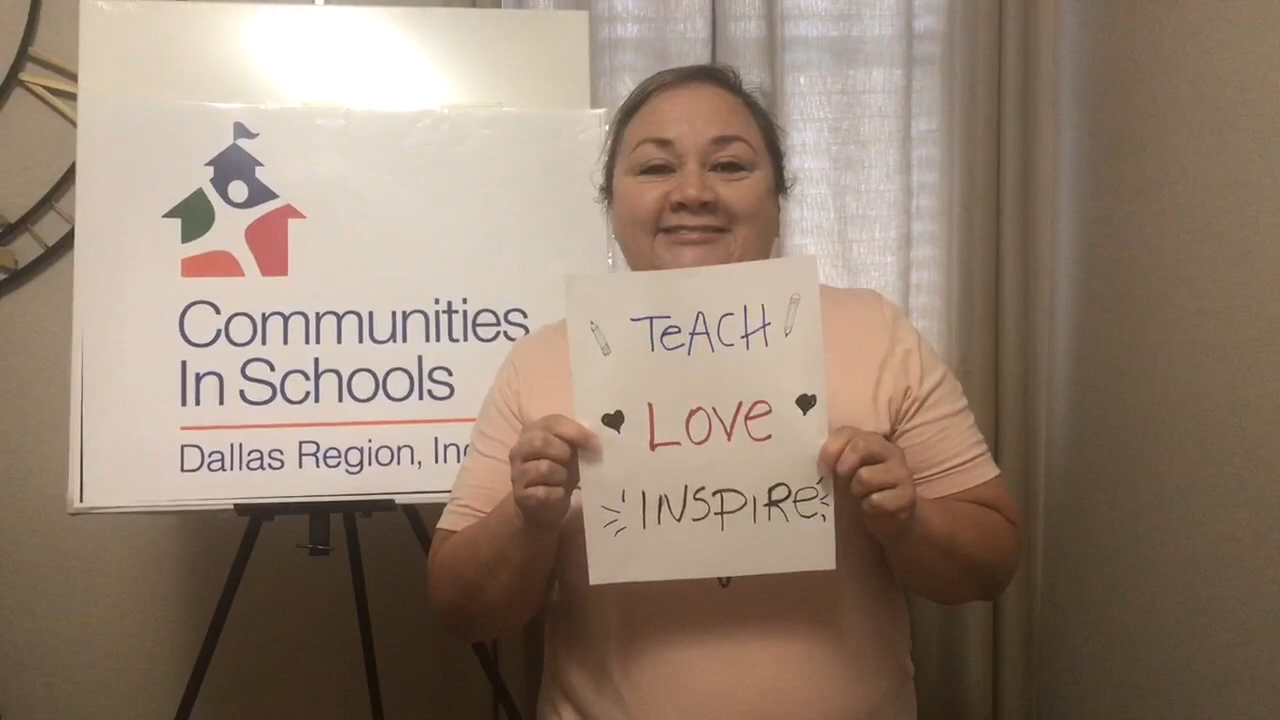 Communities
In Schools
Dallas Region, Inc
TeACH
LOVE
INSPIRe